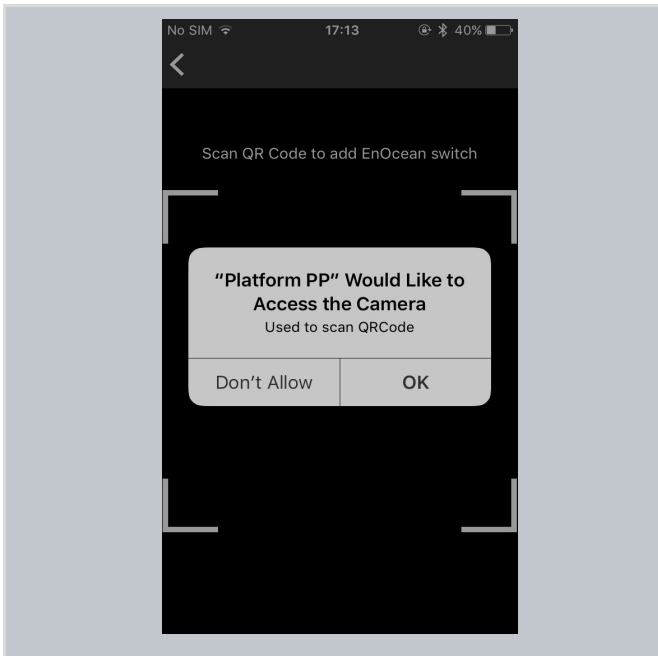 No SIM 17:13 40%
Scan QR Code to add EnOcean switch
“Platform PP” Would Like to
Access the Camera
Used to scan QRCode
Don’t Allow OK